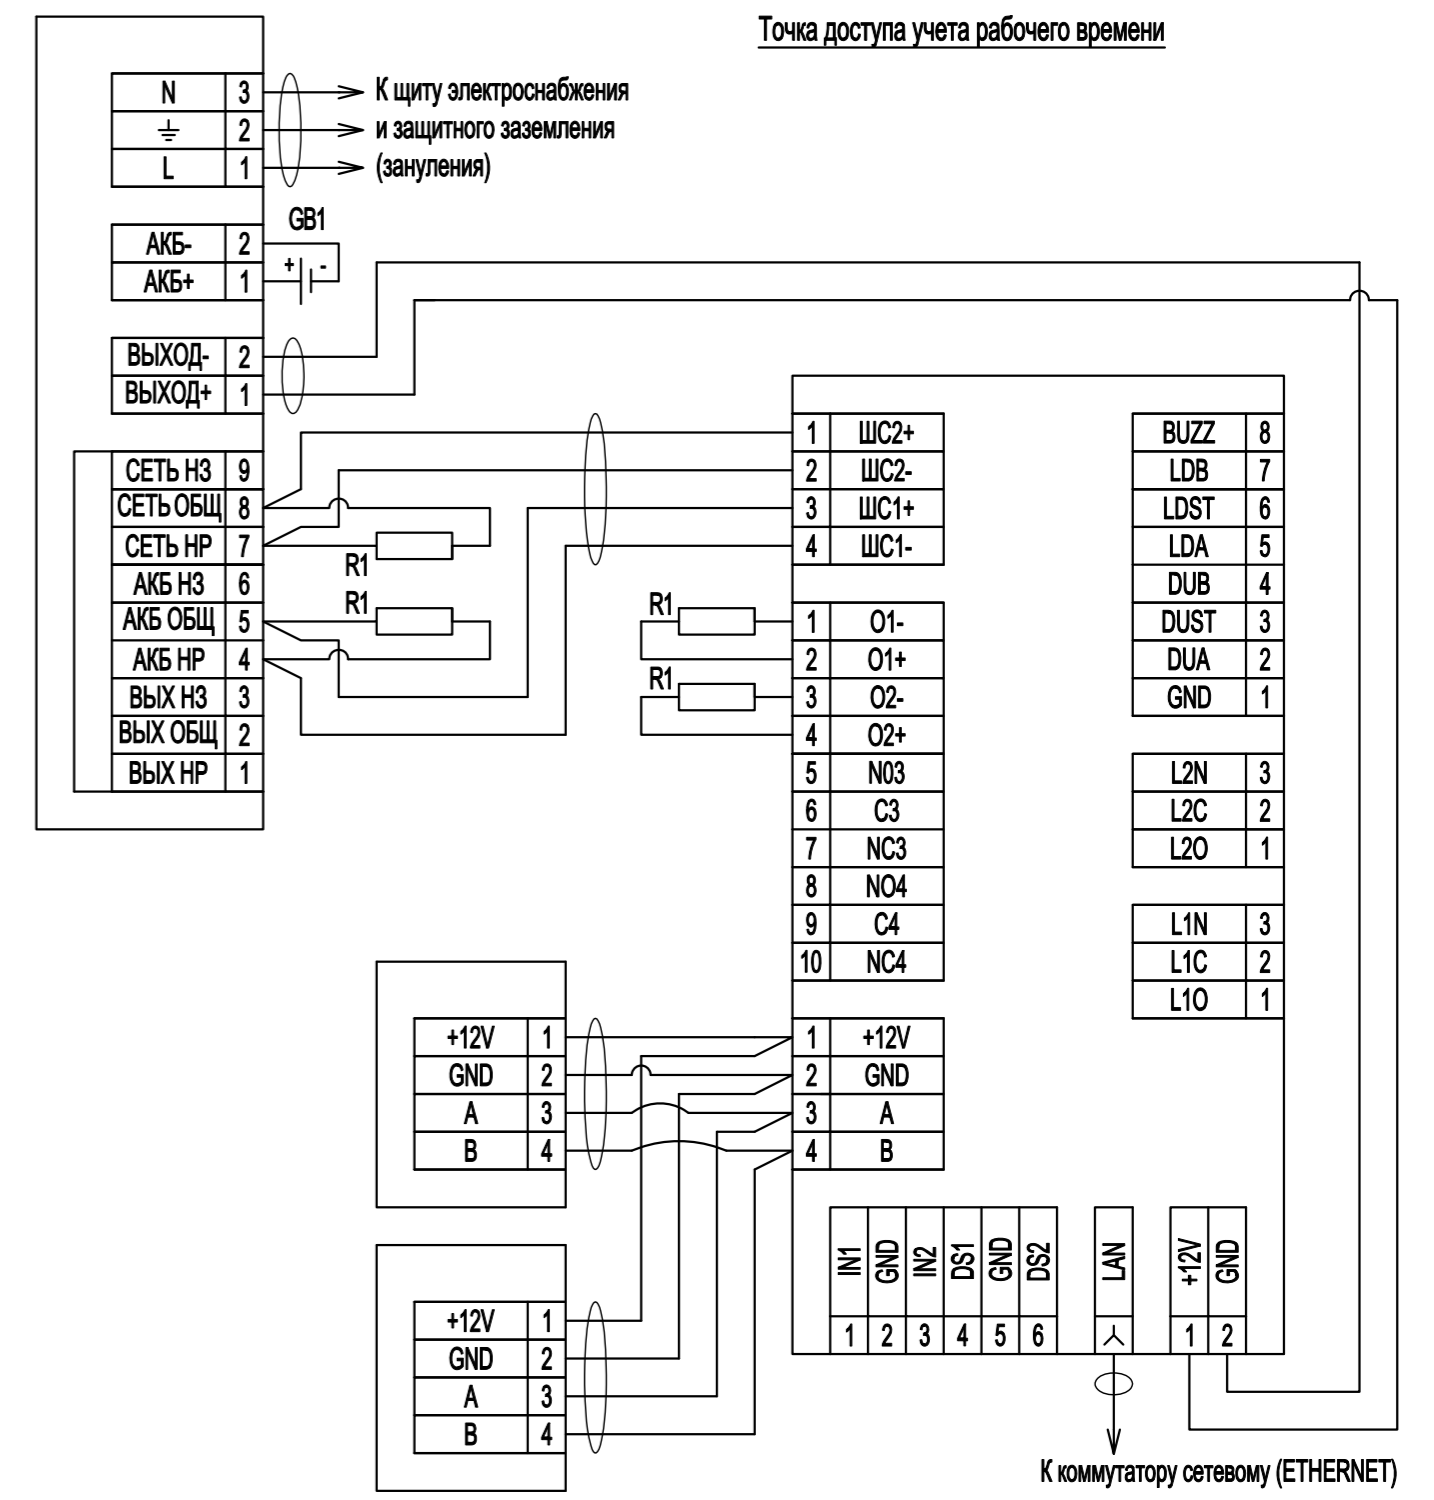 Точка доступа учета рабочего времени
N 3 К щиту электроснабжения
2 и защитного заземления
L 1 (зануления)
GB1
АКБ- 2
+ -
АКБ+ 1
ВЫХОД- 2
ВЫХОД+ 1
СЕТЬ НЗ 9
СЕТЬ ОБЩ 8
СЕТЬ НР 7
R1
АКБ НЗ 6
R1
АКБ ОБЩ 5
АКБ НР 4
ВЫХ НЗ 3
ВЫХ ОБЩ 2
ВЫХ НР 1
1 ШС2+
2 ШС2-
3 ШС1+
4 ШС1-
R1
1 O1-
2 O1+
R1
3 O2-
4 O2+
5 N03
6 C3
7 NC3
8 NO4
9 C4
10 NC4
BUZZ 8
LDB 7
LDST 6
LDA 5
DUB 4
DUST 3
DUA 2
GND 1
L2N 3
L2C 2
L2O 1
L1N 3
L1C 2
L1O 1
+12V 1
GND 2
A 3
B 4
1 +12V
2 GND
3 A
4 B
+12V 1
GND 2
A 3
B 4
IN1 GND IN2 DS1 GND DS2 LAN +12V GND
1 2 3 4 5 6 1 2
К коммутатору сетевому (ETHERNET)